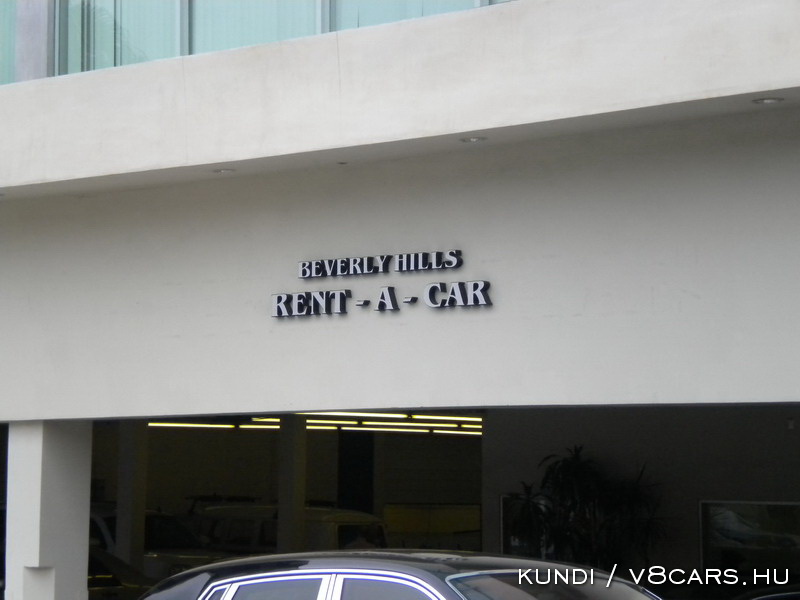 BEVERLY HILLS
RENT - A - CAR
KUNDI / V8CARS.HU